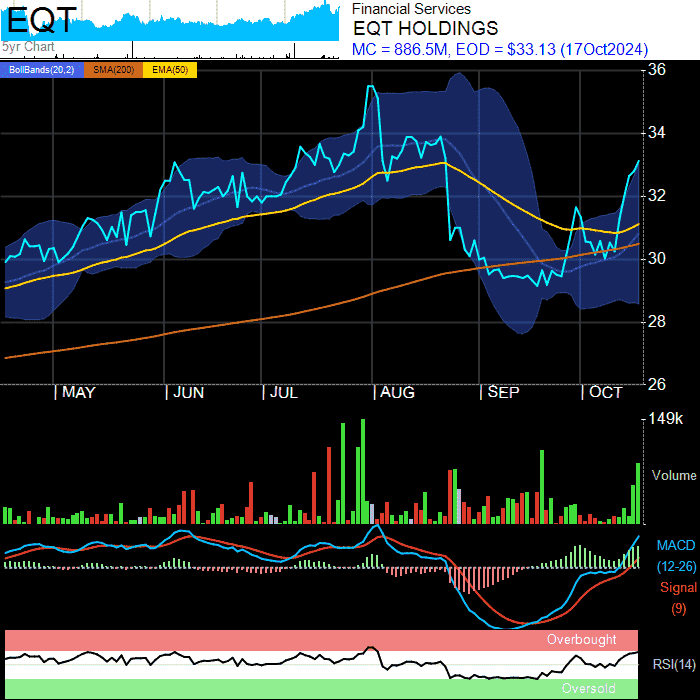 EQT
5yr Chart
Financial Services
EQT HOLDINGS
MC = 886.5M, EOD = $33.13 (17Oct2024)
BollBands(20,2) SMA(200) EMA(50)
36
34
32
30
28
26
MAY JUN JUL AUG SEP OCT
149k
Volume
MACD
(12-26)
Signal
(9)
Overbought
RSI(14)
Oversold